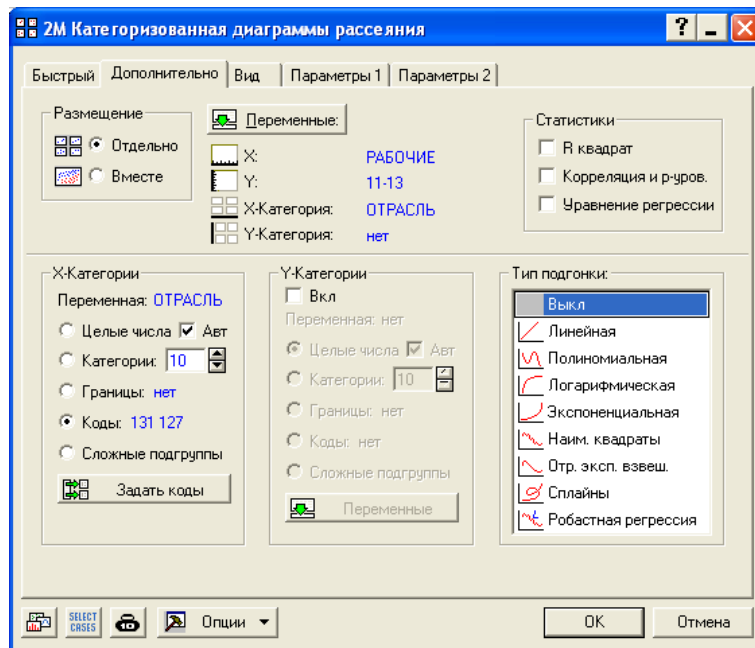 2М Категоризованная диаграммы рассеяния
Быстрый
Дополнительно
Вид
Параметры 1
Параметры 2
Размещение
Отдельно
Вместе
Переменные:
X: РАБОЧИЕ
Y: 11-13
X-Категория: ОТРАСЛЬ
Y-Категория: нет
Статистики
R квадрат
Корреляция и р-уров.
Уравнение регрессии
X-Категории
Переменная: ОТРАСЛЬ
Целые числа Авт
Категории: 10
Границы: нет
Коды: 131 127
Сложные подгруппы
Задать коды
Y-Категории
Вкл
Переменная: нет
Целые числа Авт
Категории: 10
Границы: нет
Коды: нет
Сложные подгруппы
Переменные
Тип подгонки:
Выкл
Линейная
Полиномиальная
Логарифмическая
Экспоненциальная
Наим. квадраты
Отр. эксп. взвеш.
Сплайны
Робастная регрессия
SELECT
CASES
Опции
OK
Отмена